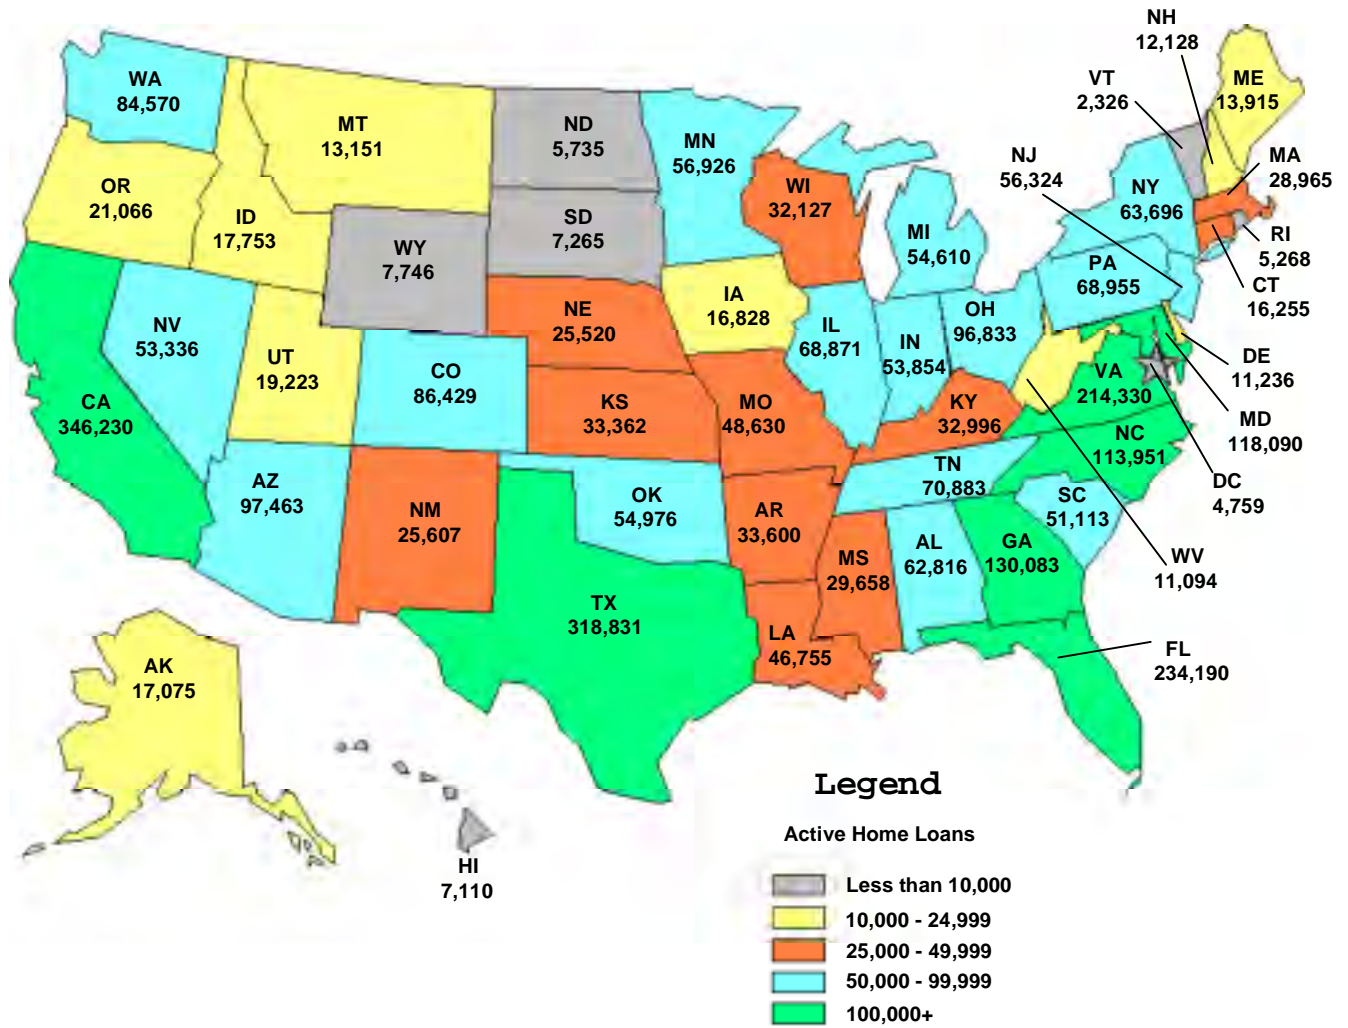 NH
12,128
VT
2,326
ME
13,915
WA
84,570
MT
13,151
ND
5,735
MN
56,926
NJ
56,324
MA
28,965
OR
21,066
ID
17,753
WI
32,127
NY
63,696
SD
7,265
WY
7,746
MI
54,610
RI
5,268
PA
68,955
CT
16,255
IA
16,828
NE
25,520
NV
53,336
UT
19,223
IL
68,871
IN
53,854
OH
96,833
DE
11,236
CO
86,429
VA
214,330
CA
346,230
KS
33,362
MO
48,630
KY
32,996
MD
118,090
NC
113,951
TN
70,883
DC
4,759
AZ
97,463
NM
25,607
OK
54,976
AR
33,600
SC
51,113
MS
29,658
AL
62,816
GA
130,083
WV
11,094
TX
318,831
LA
46,755
FL
234,190
AK
17,075
HI
7,110
Legend
Active Home Loans
Less than 10,000
10,000 - 24,999
25,000 - 49,999
50,000 - 99,999
100,000+